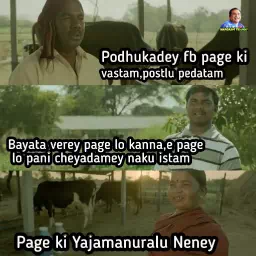 Podhukadey fb page ki
vastam,postlu pedatam
Bayata verey page lo kanna,e page
lo pani cheyadamey naku istam
Page ki Yajamanuralu Neney